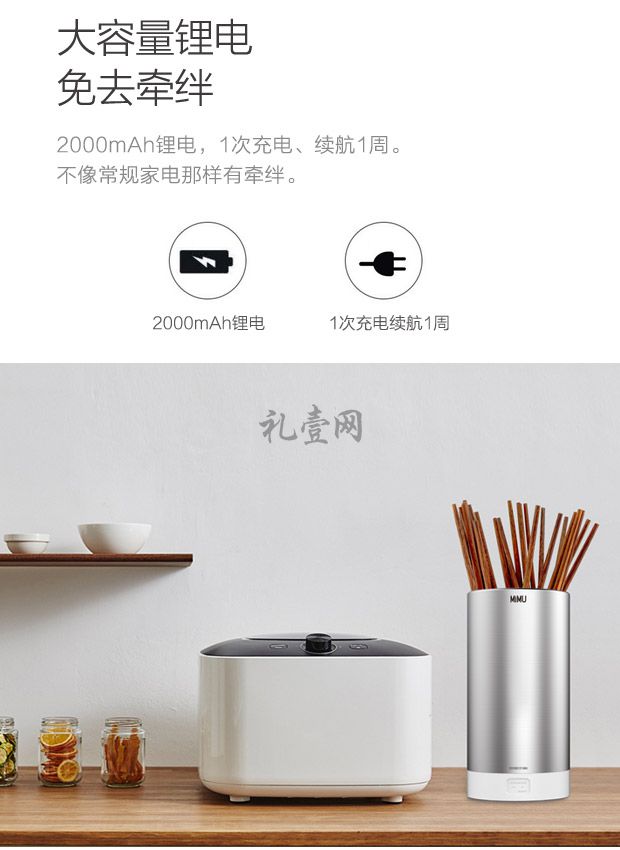 大容量锂电
免去牵绊
2000mAh锂电，1次充电、续航1周。
不像常规家电那样有牵绊。
2000mAh锂电
1次充电续航1周
礼壹网
MIMU